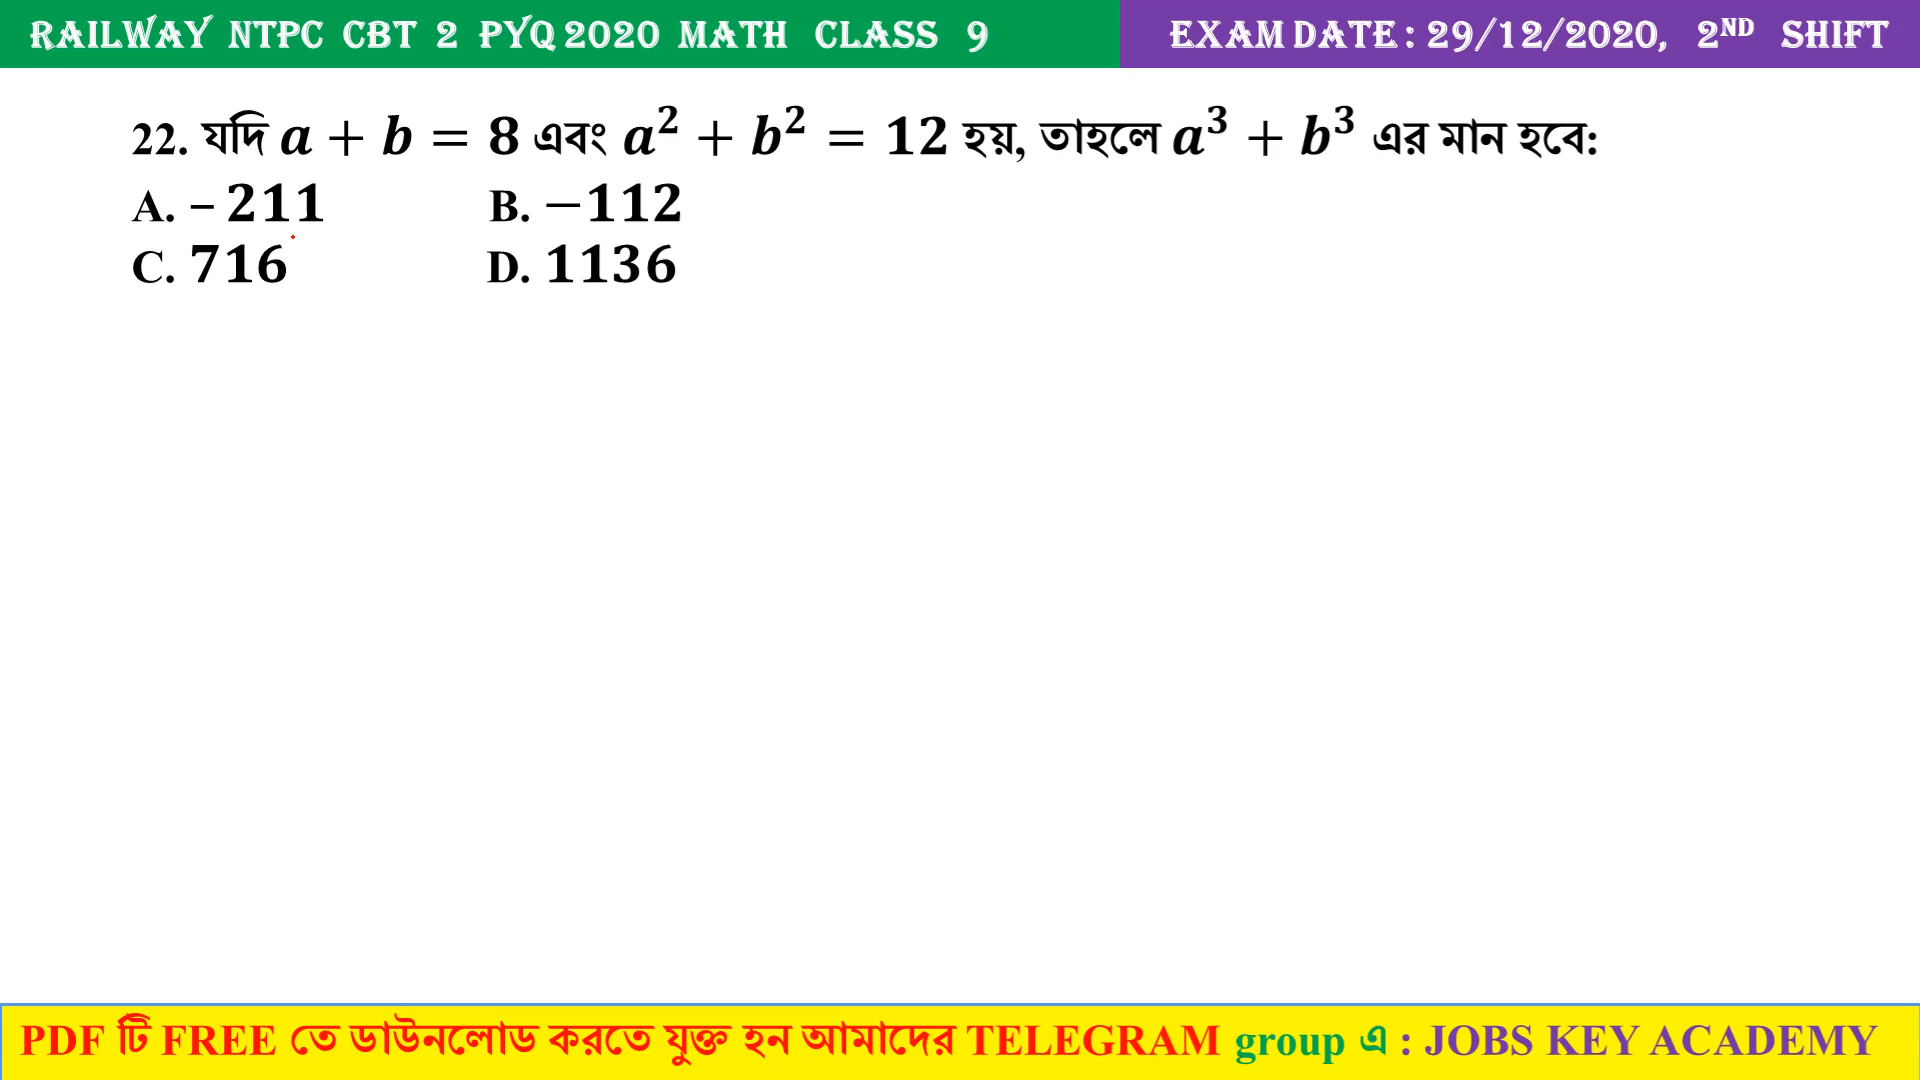 RAILWAY NTPC CBT 2 PYQ 2020 MATH CLASS 9 EXAM DATE : 29/12/2020, 2ND SHIFT
22. যদি a + b = 8 এবং a² + b² = 12 হয়, তাহলে a³ + b³ এর মান হবে:
A. – 211 B. −112
C. 716 D. 1136
PDF টি FREE তে ডাউনলোড করতে যুক্ত হন আমাদের TELEGRAM group এ : JOBS KEY ACADEMY